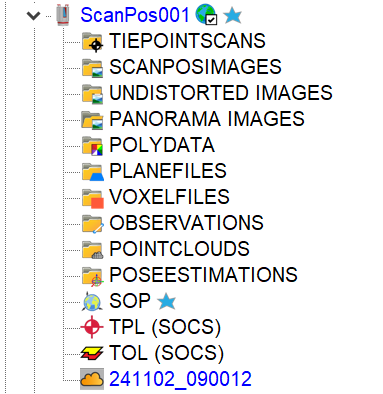 ScanPos001
TIEPOINTSCANS
SCANPOSIMAGES
UNDISTORTED IMAGES
PANORAMA IMAGES
POLYDATA
PLANEFILES
VOXELFILES
OBSERVATIONS
POINTCLOUDS
POSEESTIMATIONS
SOP
TPL (SOCS)
TOL (SOCS)
241102_090012